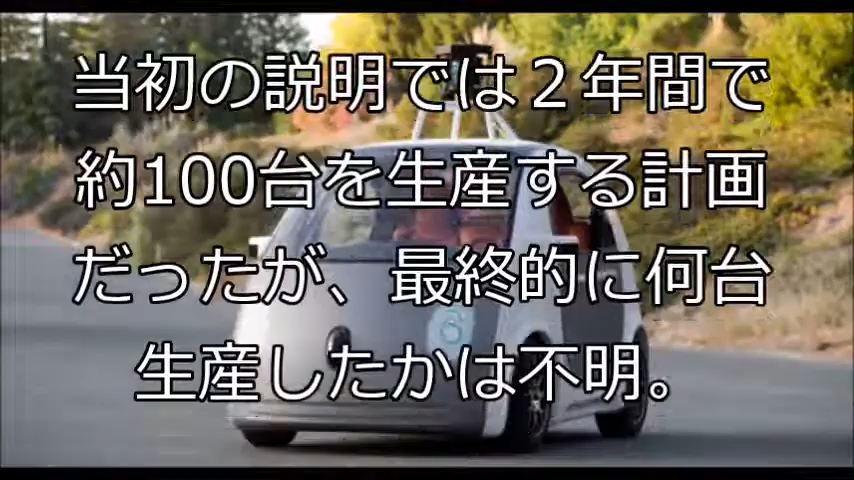 当初の説明では２年間で
約100台を生産する計画
だったが、最終的に何台
生産したかは不明。